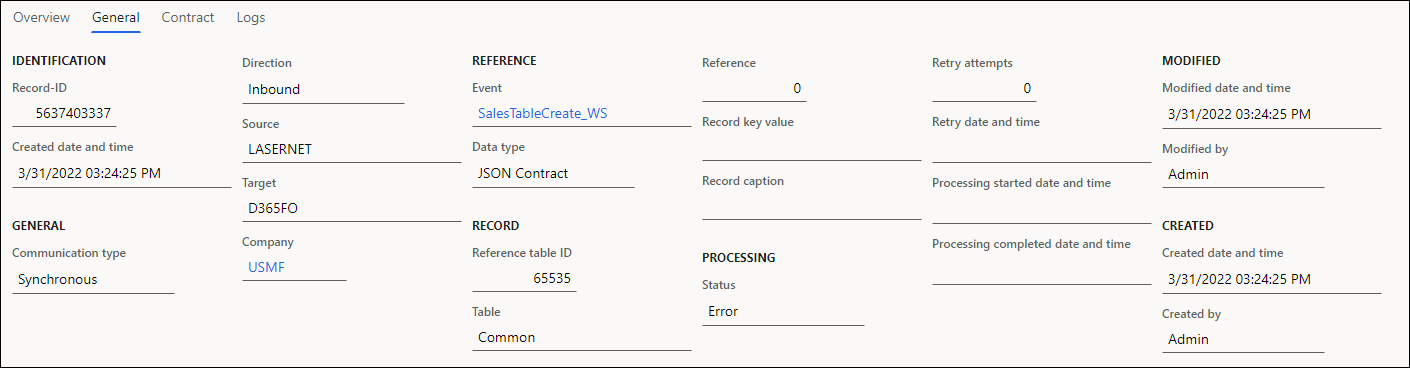 Overview General Contract Logs
IDENTIFICATION
Record-ID
5637403337
Created date and time
3/31/2022 03:24:25 PM
GENERAL
Communication type
Synchronous
Direction
Inbound
Source
LASERNET
Target
D365FO
Company
USMF
REFERENCE
Event
SalesTableCreate_WS
Data type
JSON Contract
RECORD
Reference table ID
65535
Table
Common
Reference
0
Record key value
Record caption
PROCESSING
Status
Error
Retry attempts
0
Retry date and time
Processing started date and time
Processing completed date and time
MODIFIED
Modified date and time
3/31/2022 03:24:25 PM
Modified by
Admin
CREATED
Created date and time
3/31/2022 03:24:25 PM
Created by
Admin